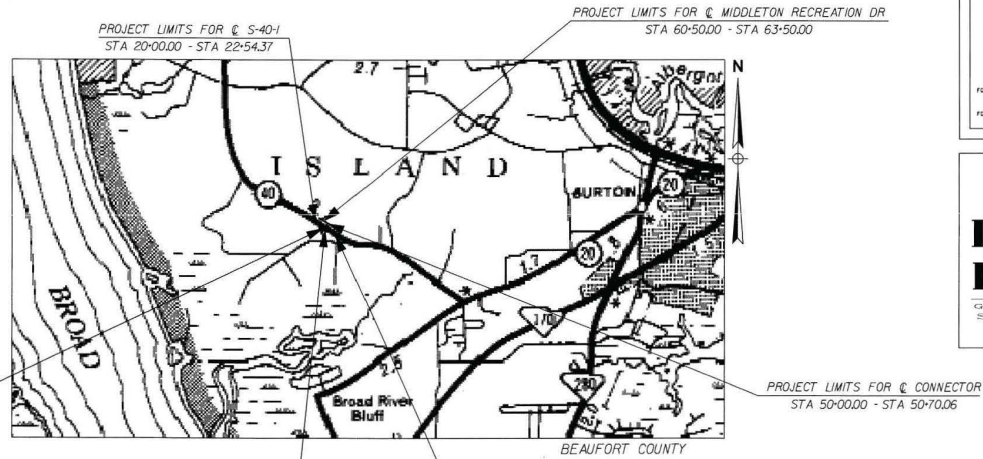 PROJECT LIMITS FOR ℄ S-40-1
STA 20+00.00 - STA 22+54.37
PROJECT LIMITS FOR ℄ MIDDLETON RECREATION DR
STA 60+50.00 - STA 63+50.00
N
2.7
ISLAND
40
BURTON
20
20
1.7
170
280
2.5
BROAD
Broad River
Bluff
PROJECT LIMITS FOR ℄ CONNECTOR
STA 50+00.00 - STA 50+70.06
BEAUFORT COUNTY